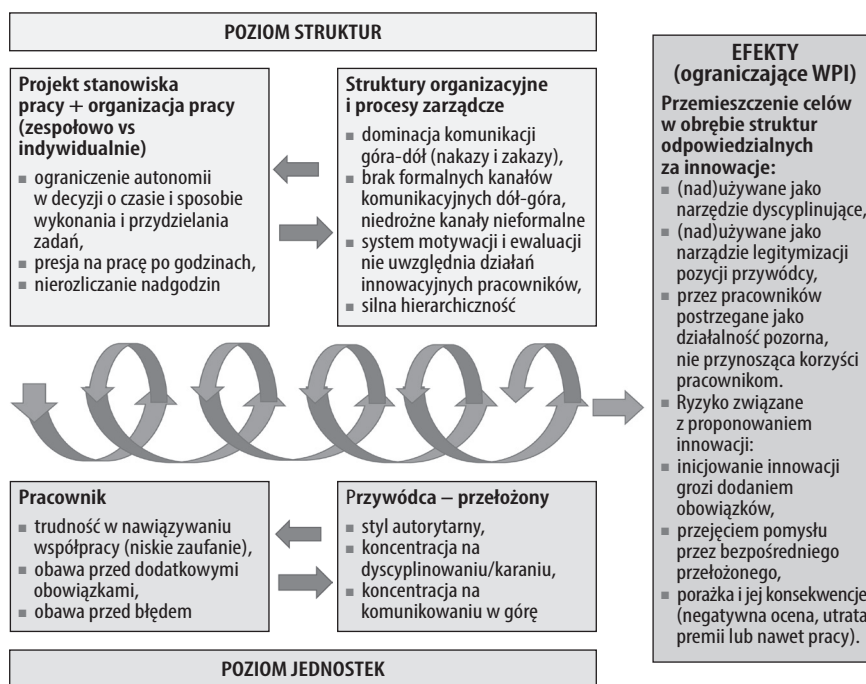 POZIOM STRUKTUR
Projekt stanowiska
pracy + organizacja pracy
(zespołowo vs
indywidualnie)
▪ ograniczenie autonomii
w decyzji o czasie i sposobie
wykonania i przydzielania
zadań,
▪ presja na pracę po godzinach,
▪ nierozliczanie nadgodzin
Struktury organizacyjne
i procesy zarządcze
▪ dominacja komunikacji
góra-dół (nakazy i zakazy),
▪ brak formalnych kanałów
komunikacyjnych dół-góra,
niedrożne kanały nieformalne
▪ system motywacji i ewaluacji
nie uwzględnia działań
innowacyjnych pracowników,
▪ silna hierarchiczność
Pracownik
▪ trudność w nawiązywaniu
współpracy (niskie zaufanie),
▪ obawa przed dodatkowymi
obowiązkami,
▪ obawa przed błędem
Przywódca – przełożony
▪ styl autorytarny,
▪ koncentracja na
dyscyplinowaniu/karaniu,
▪ koncentracja na
komunikowaniu w górę
POZIOM JEDNOSTEK
EFEKTY
(ograniczające WPI)
Przemieszczenie celów
w obrębie struktur
odpowiedzialnych
za innowacje:
▪ (nad)używane jako
narzędzie dyscyplinujące,
▪ (nad)używane jako
narządzie legitymizacji
pozycji przywódcy,
▪ przez pracowników
postrzegane jako
działalność pozorna,
nie przynosząca korzyści
pracownikom.
▪ Ryzyko związane
z proponowaniem
innowacji:
▪ inicjowanie innowacji
grozi dodaniem
obowiązków,
▪ przejęciem pomysłu
przez bezpośredniego
przełożonego,
▪ porażka i jej konsekwencje
(negatywna ocena, utrata
premii lub nawet pracy).